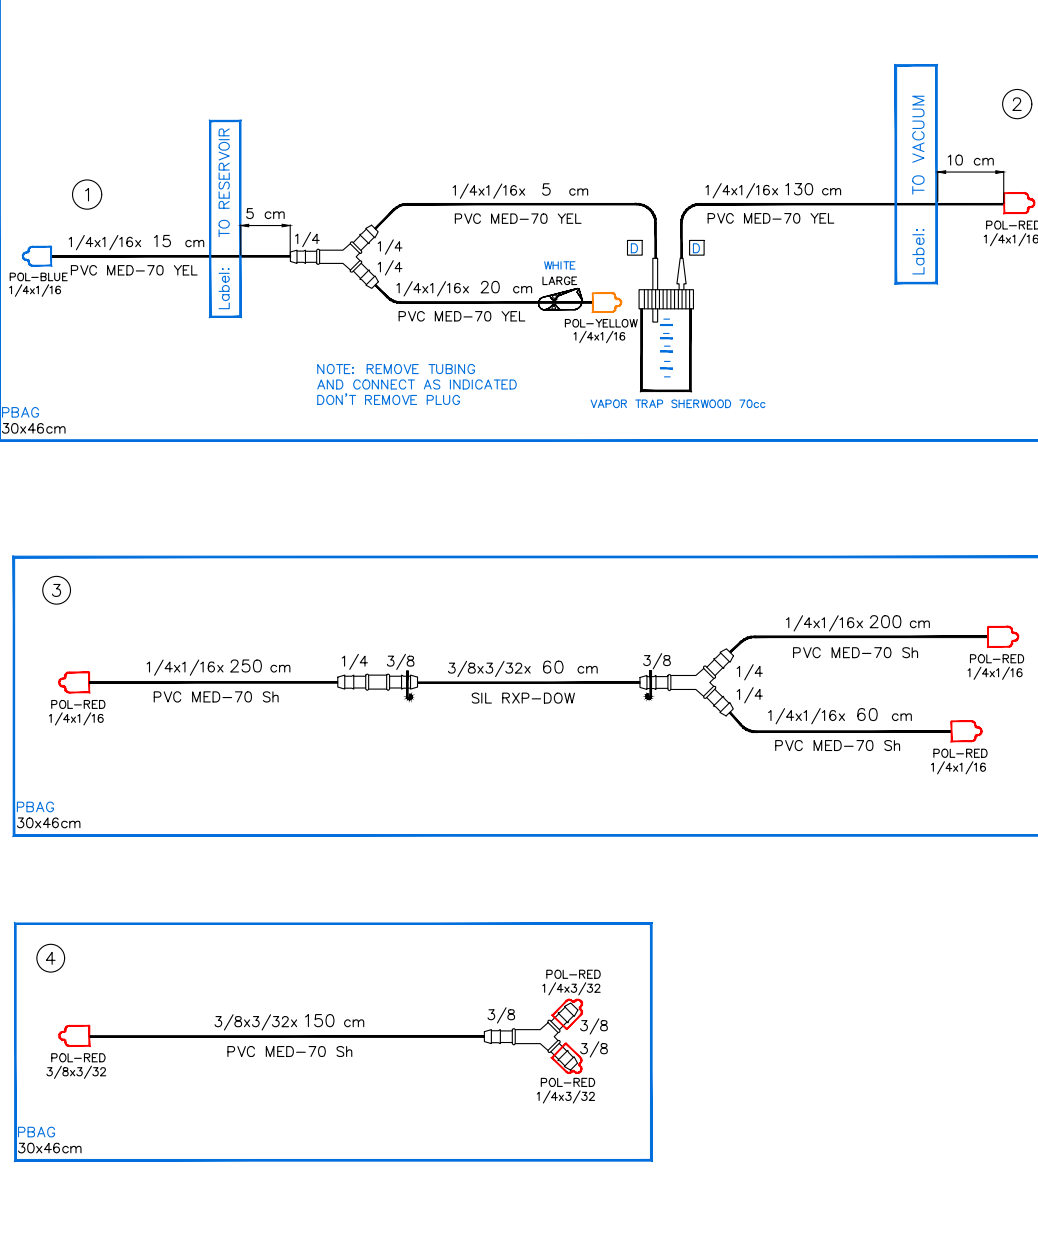 1
2
Label: TO RESERVOIR
Label: TO VACUUM
10 cm
5 cm
1/4x1/16x 15 cm
PVC MED-70 YEL
POL-BLUE
1/4x1/16
1/4
1/4
1/4
1/4x1/16x 5 cm
PVC MED-70 YEL
1/4x1/16x 130 cm
PVC MED-70 YEL
POL-RED
1/4x1/16
D
D
WHITE
LARGE
1/4x1/16x 20 cm
PVC MED-70 YEL
POL-YELLOW
1/4x1/16
NOTE: REMOVE TUBING
AND CONNECT AS INDICATED
DON'T REMOVE PLUG
VAPOR TRAP SHERWOOD 70cc
PBAG
30x46cm
3
1/4x1/16x 250 cm
PVC MED-70 Sh
POL-RED
1/4x1/16
1/4
3/8
3/8x3/32x 60 cm
SIL RXP-DOW
3/8
1/4
1/4
1/4x1/16x 200 cm
PVC MED-70 Sh
POL-RED
1/4x1/16
1/4x1/16x 60 cm
PVC MED-70 Sh
POL-RED
1/4x1/16
PBAG
30x46cm
4
POL-RED
1/4x3/32
3/8x3/32x 150 cm
PVC MED-70 Sh
POL-RED
3/8x3/32
3/8
3/8
3/8
POL-RED
1/4x3/32
PBAG
30x46cm